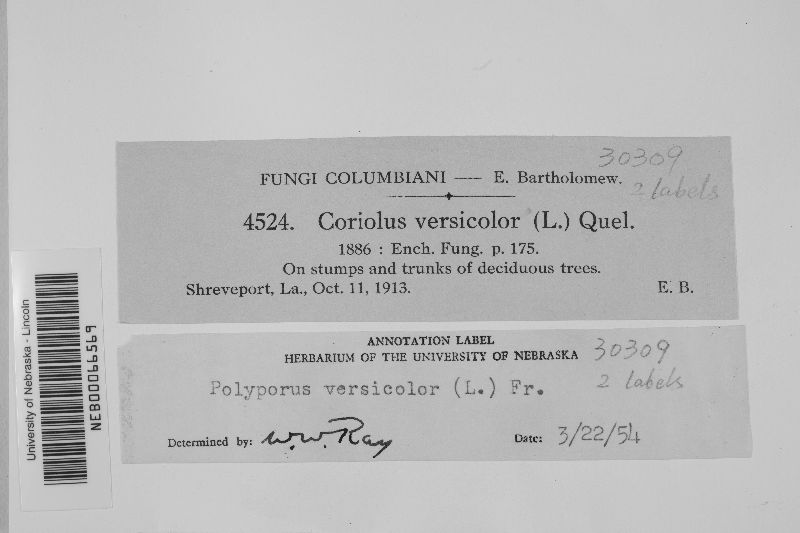 30309
FUNGI COLUMBIANI — E. Bartholomew.
2 labels
4524. Coriolus versicolor (L.) Quel.
1886 : Ench. Fung. p. 175.
On stumps and trunks of deciduous trees.
Shreveport, La., Oct. 11, 1913. E. B.
ANNOTATION LABEL
HERBARIUM OF THE UNIVERSITY OF NEBRASKA 30309
Polyporus versicolor (L.) Fr. 2 labels
Determined by: W.W. Ray Date: 3/22/54
University of Nebraska - Lincoln
NEB00066569